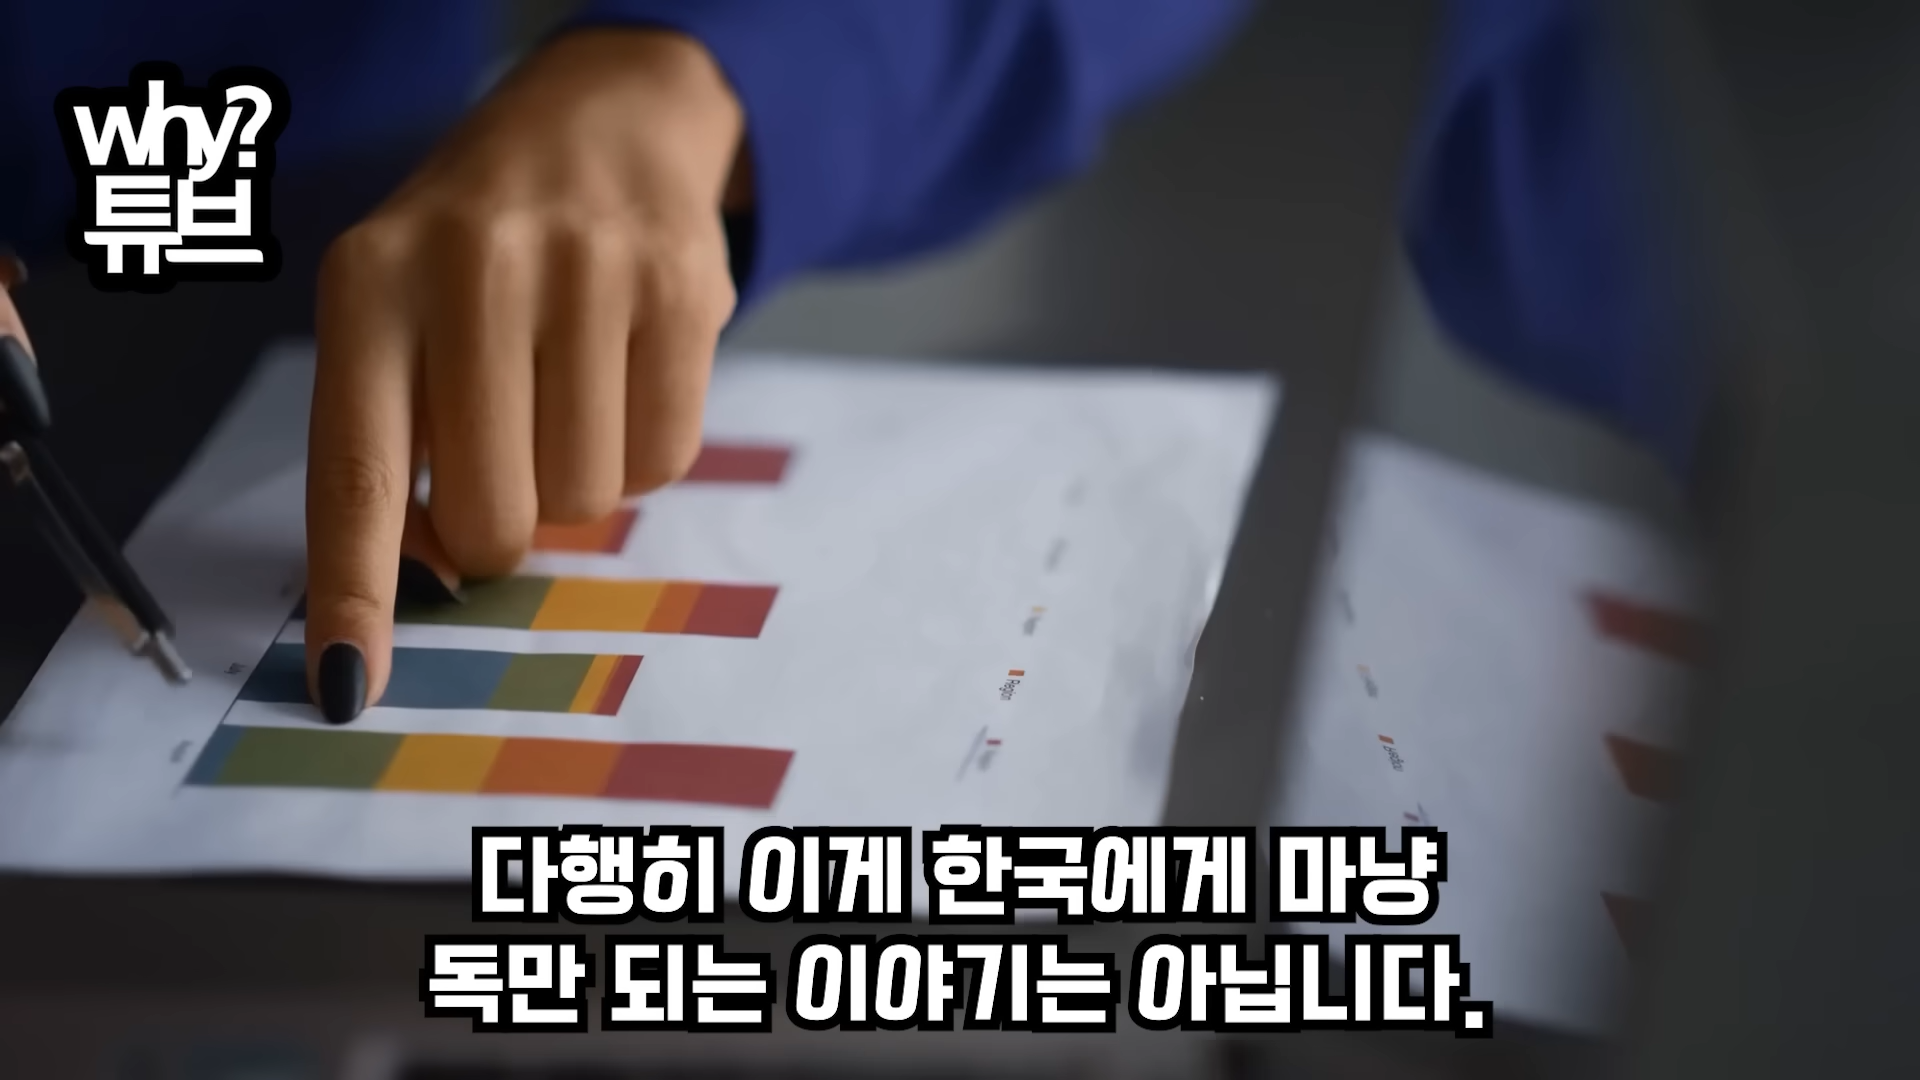 why?
튜브
Region
다행히 이게 한국에게 마냥
독만 되는 이야기는 아닙니다.